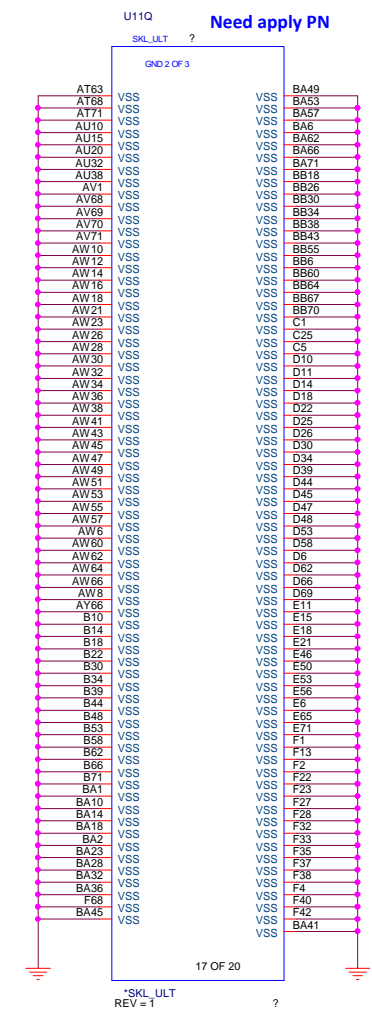 U11Q
Need apply PN
SKL_ULT ?
GND 2 OF 3
AT63 VSS VSS BA49
AT68 VSS VSS BA53
AT71 VSS VSS BA57
AU10 VSS VSS BA6
AU15 VSS VSS BA62
AU20 VSS VSS BA66
AU32 VSS VSS BA71
AU38 VSS VSS BB18
AV1 VSS VSS BB26
AV68 VSS VSS BB30
AV69 VSS VSS BB34
AV70 VSS VSS BB38
AV71 VSS VSS BB43
AW10 VSS VSS BB55
AW12 VSS VSS BB6
AW14 VSS VSS BB60
AW16 VSS VSS BB64
AW18 VSS VSS BB67
AW21 VSS VSS BB70
AW23 VSS VSS C1
AW26 VSS VSS C25
AW28 VSS VSS C5
AW30 VSS VSS D10
AW32 VSS VSS D11
AW34 VSS VSS D14
AW36 VSS VSS D18
AW38 VSS VSS D22
AW41 VSS VSS D25
AW43 VSS VSS D26
AW45 VSS VSS D30
AW47 VSS VSS D34
AW49 VSS VSS D39
AW51 VSS VSS D44
AW53 VSS VSS D45
AW55 VSS VSS D47
AW57 VSS VSS D48
AW6 VSS VSS D53
AW60 VSS VSS D58
AW62 VSS VSS D6
AW64 VSS VSS D62
AW66 VSS VSS D66
AW8 VSS VSS D69
AY66 VSS VSS E11
B10 VSS VSS E15
B14 VSS VSS E18
B18 VSS VSS E21
B22 VSS VSS E46
B30 VSS VSS E50
B34 VSS VSS E53
B39 VSS VSS E56
B44 VSS VSS E6
B48 VSS VSS E65
B53 VSS VSS E71
B58 VSS VSS F1
B62 VSS VSS F13
B66 VSS VSS F2
B71 VSS VSS F22
BA1 VSS VSS F23
BA10 VSS VSS F27
BA14 VSS VSS F28
BA18 VSS VSS F32
BA2 VSS VSS F33
BA23 VSS VSS F35
BA28 VSS VSS F37
BA32 VSS VSS F38
BA36 VSS VSS F4
F68 VSS VSS F40
BA45 VSS VSS F42
VSS BA41
17 OF 20
*SKL_ULT
REV = 1 ?